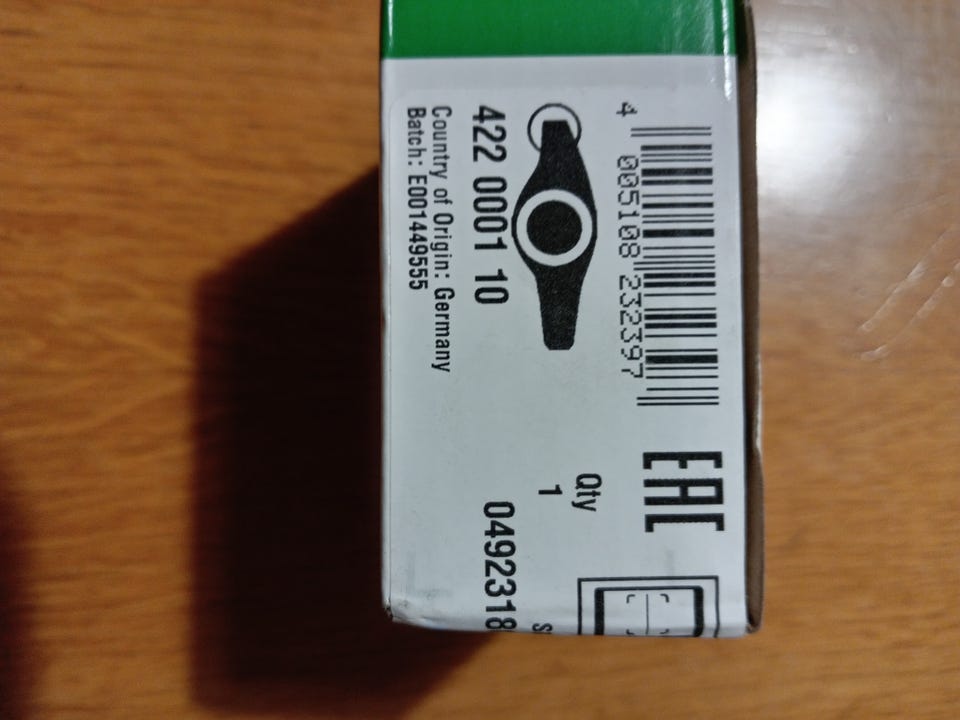 4 005108 232397
EAC
422 0001 10
Qty
1
Country of Origin: Germany
Batch: E001449555
0492318